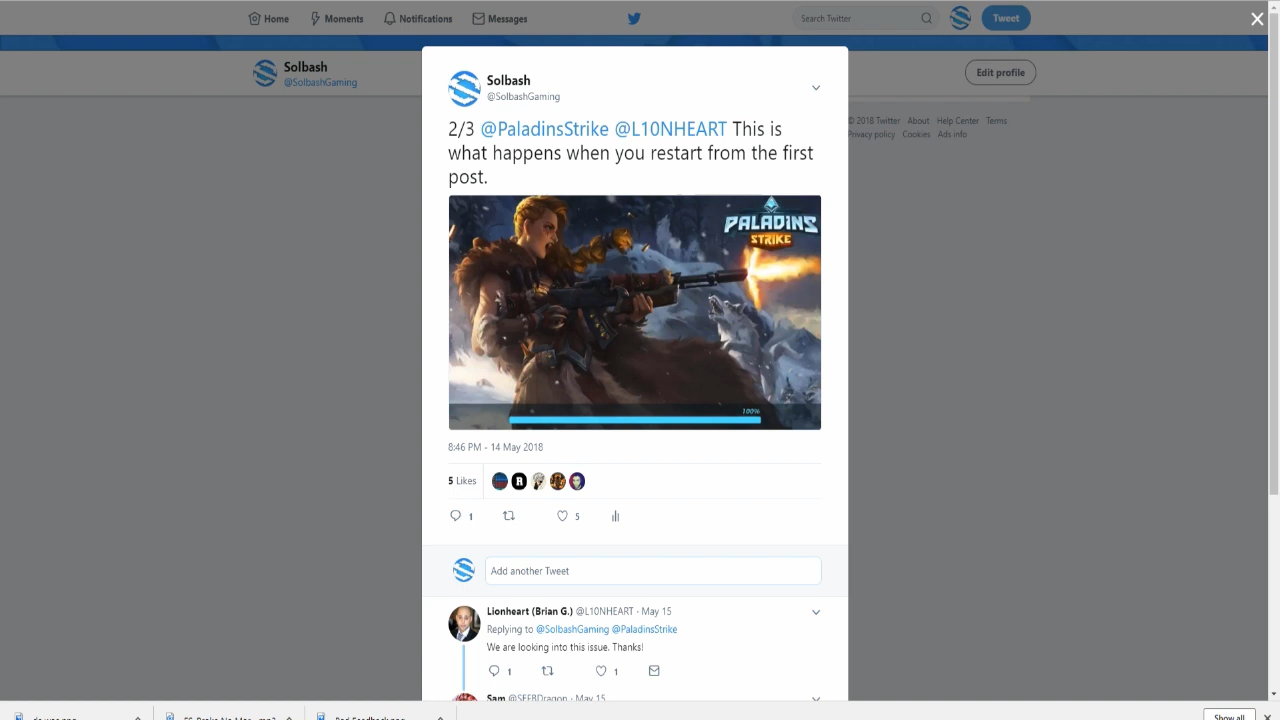 Home
Moments
Notifications
Messages
Search Twitter
Tweet
Solbash
@SolbashGaming
Edit profile
Solbash
@SolbashGaming
2/3 @PaladinsStrike @L10NHEART This is
what happens when you restart from the first
post.
PALADINS
STRIKE
100%
8:46 PM - 14 May 2018
5 Likes
R
1
5
Add another Tweet
Lionheart (Brian G.) @L10NHEART · May 15
Replying to @SolbashGaming @PaladinsStrike
We are looking into this issue. Thanks!
1
1
Sam @SFFBDragon · May 15
© 2018 Twitter About Help Center Terms
Privacy policy Cookies Ads info
Show all